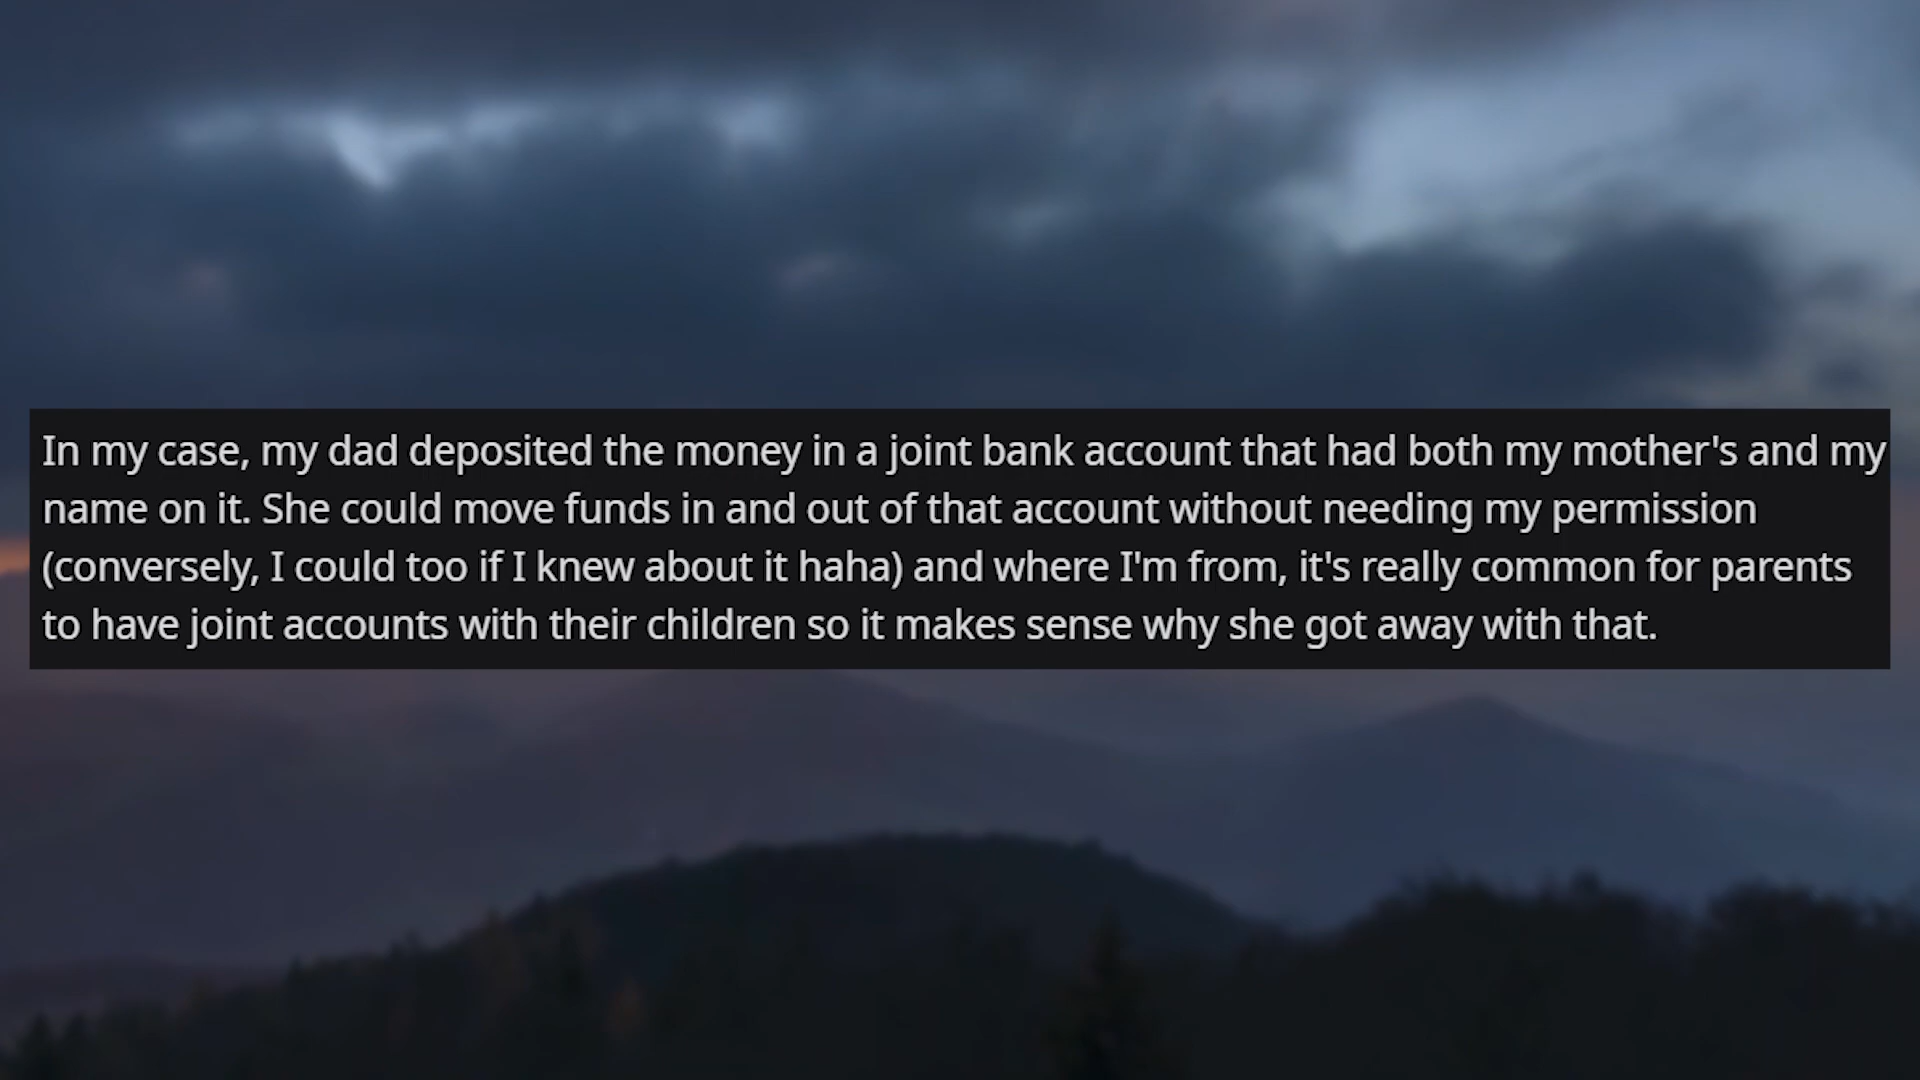 In my case, my dad deposited the money in a joint bank account that had both my mother's and my
name on it. She could move funds in and out of that account without needing my permission
(conversely, I could too if I knew about it haha) and where I'm from, it's really common for parents
to have joint accounts with their children so it makes sense why she got away with that.